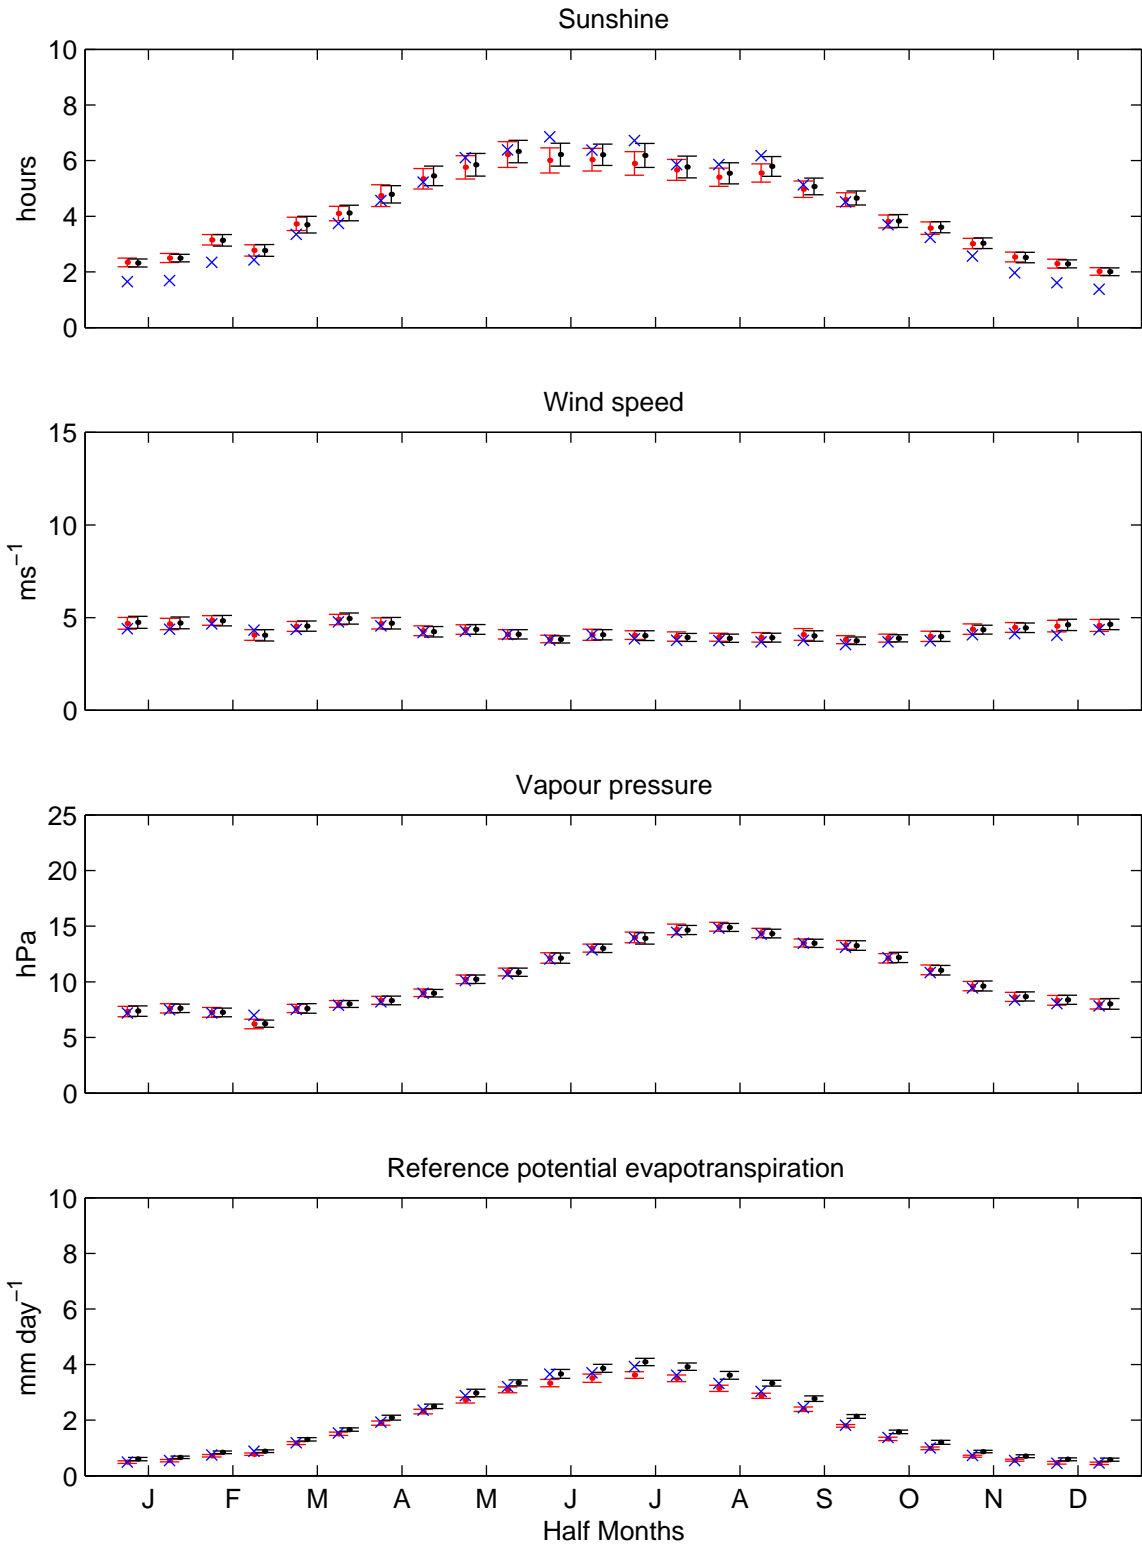 Sunshine
10
8
6
4
2
0
hours
Wind speed
15
10
5
0
ms⁻¹
Vapour pressure
25
20
15
10
5
0
hPa
Reference potential evapotranspiration
10
8
6
4
2
0
mm day⁻¹
J F M A M J J A S O N D
Half Months